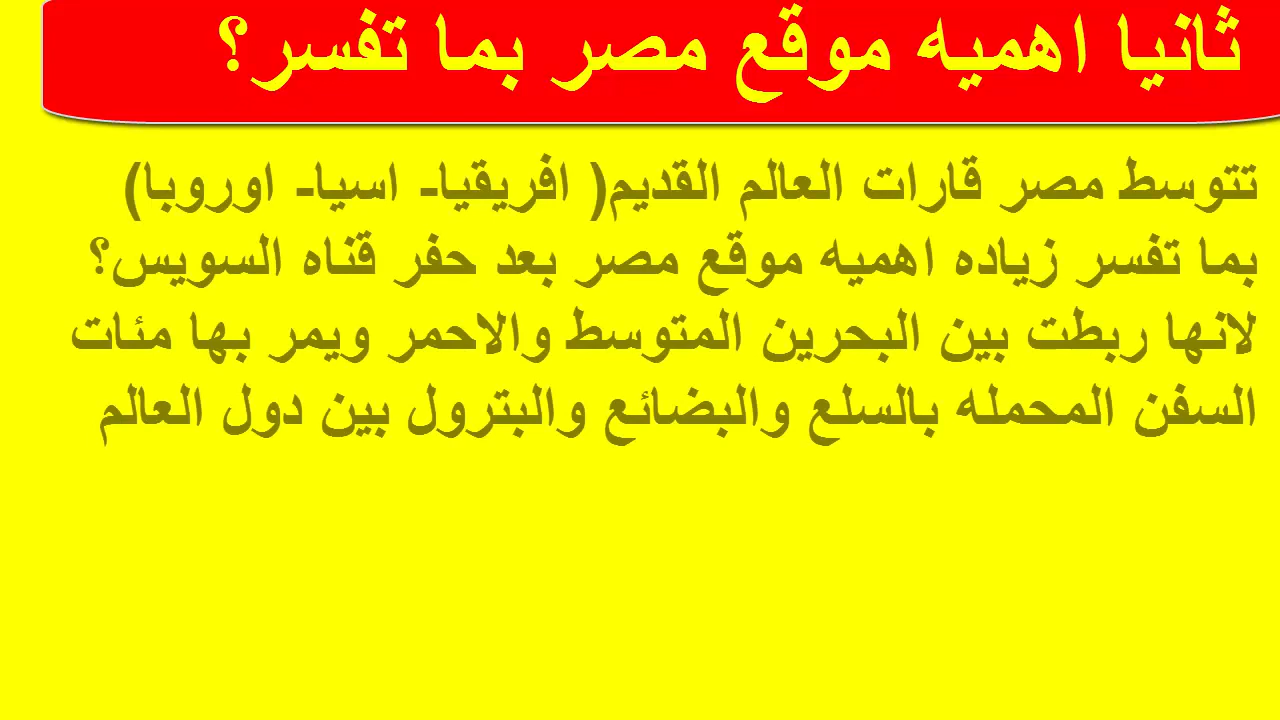 ثانيا اهميه موقع مصر بما تفسر؟
تتوسط مصر قارات العالم القديم( افريقيا- اسيا- اوروبا)
بما تفسر زياده اهميه موقع مصر بعد حفر قناه السويس؟
لانها ربطت بين البحرين المتوسط والاحمر ويمر بها مئات
السفن المحمله بالسلع والبضائع والبترول بين دول العالم